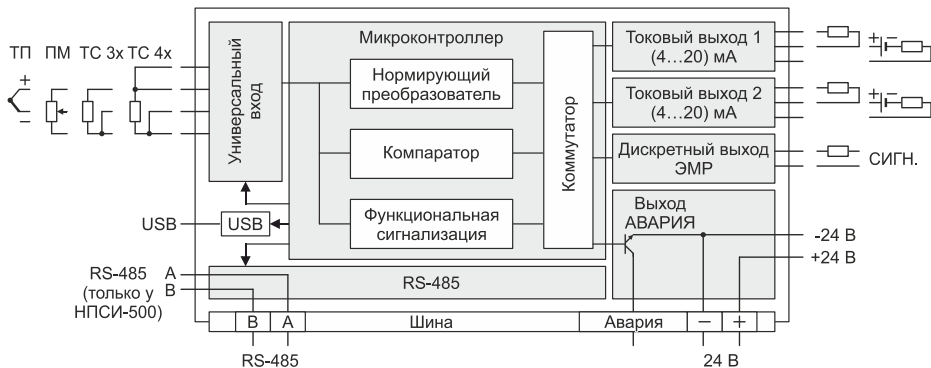 ТП ПМ ТС 3х ТС 4х
+
−
Универсальный
вход
Микроконтроллер
Нормирующий
преобразователь
Компаратор
Функциональная
сигнализация
Коммутатор
Токовый выход 1
(4...20) мА
+ −
Токовый выход 2
(4...20) мА
+ −
Дискретный выход
ЭМР
СИГН.
Выход
АВАРИЯ
-24 В
+24 В
USB
USB
RS-485 A
(только у B
НПСИ-500)
RS-485
B A Шина Авария − +
RS-485
24 В